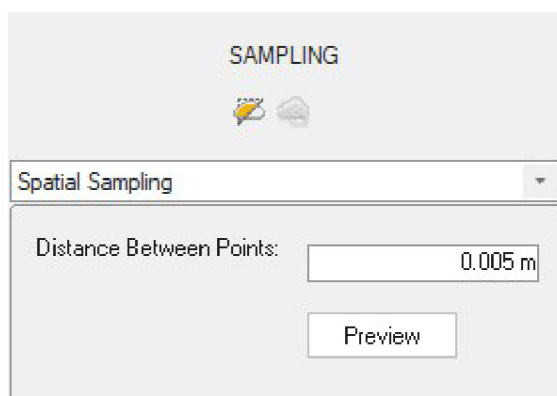 SAMPLING
Spatial Sampling
Distance Between Points:
0.005 m
Preview